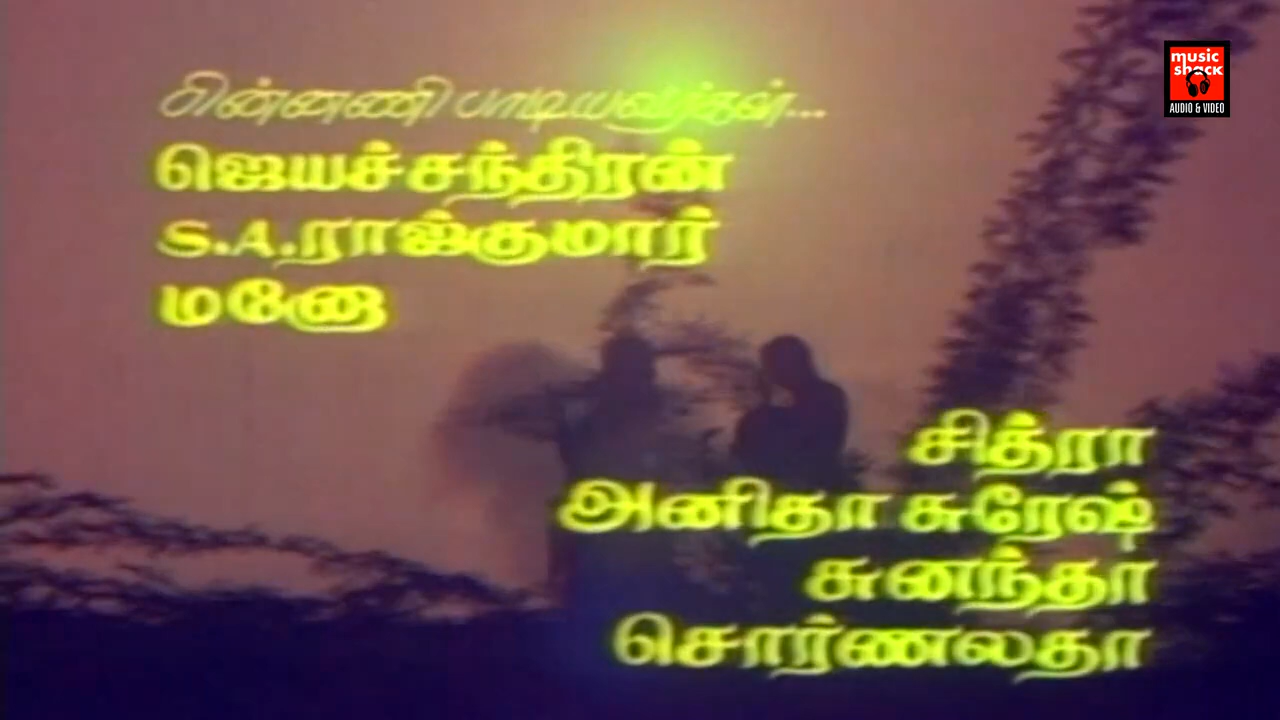 பின்னணி பாடியவர்கள்...
ஜெயச்சந்திரன்
S.A.ராஜ்குமார்
மனோ
சித்ரா
அனிதா சுரேஷ்
சுனந்தா
சொர்ணலதா
music
shack
AUDIO & VIDEO